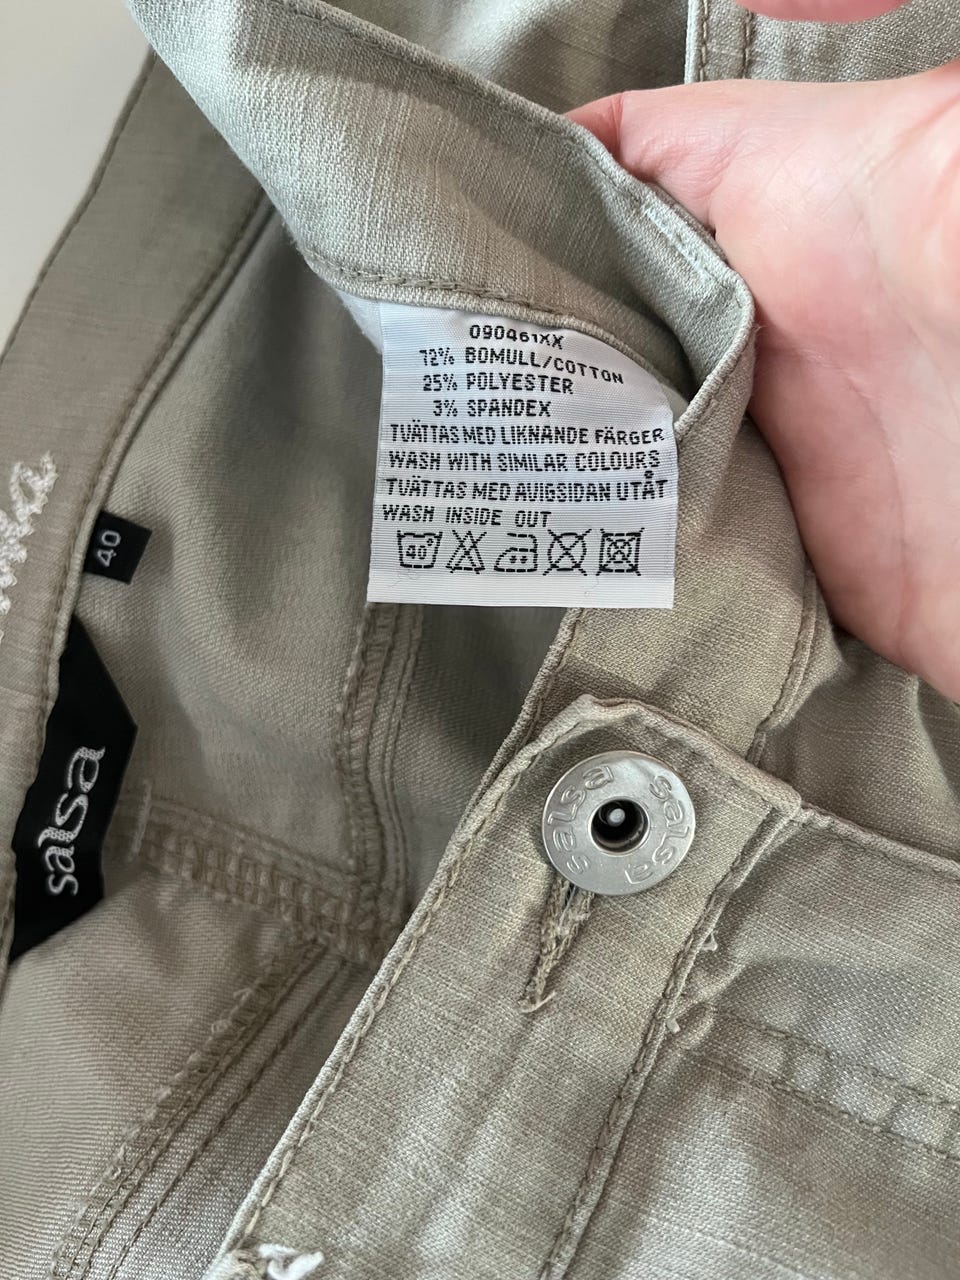 090461XX
72% BOMULL/COTTON
25% POLYESTER
3% SPANDEX
TVÄTTAS MED LIKNANDE FÄRGER
WASH WITH SIMILAR COLOURS
TVÄTTAS MED AVIGSIDAN UTÅT
WASH INSIDE OUT
40
40
salsa
salsa salsa